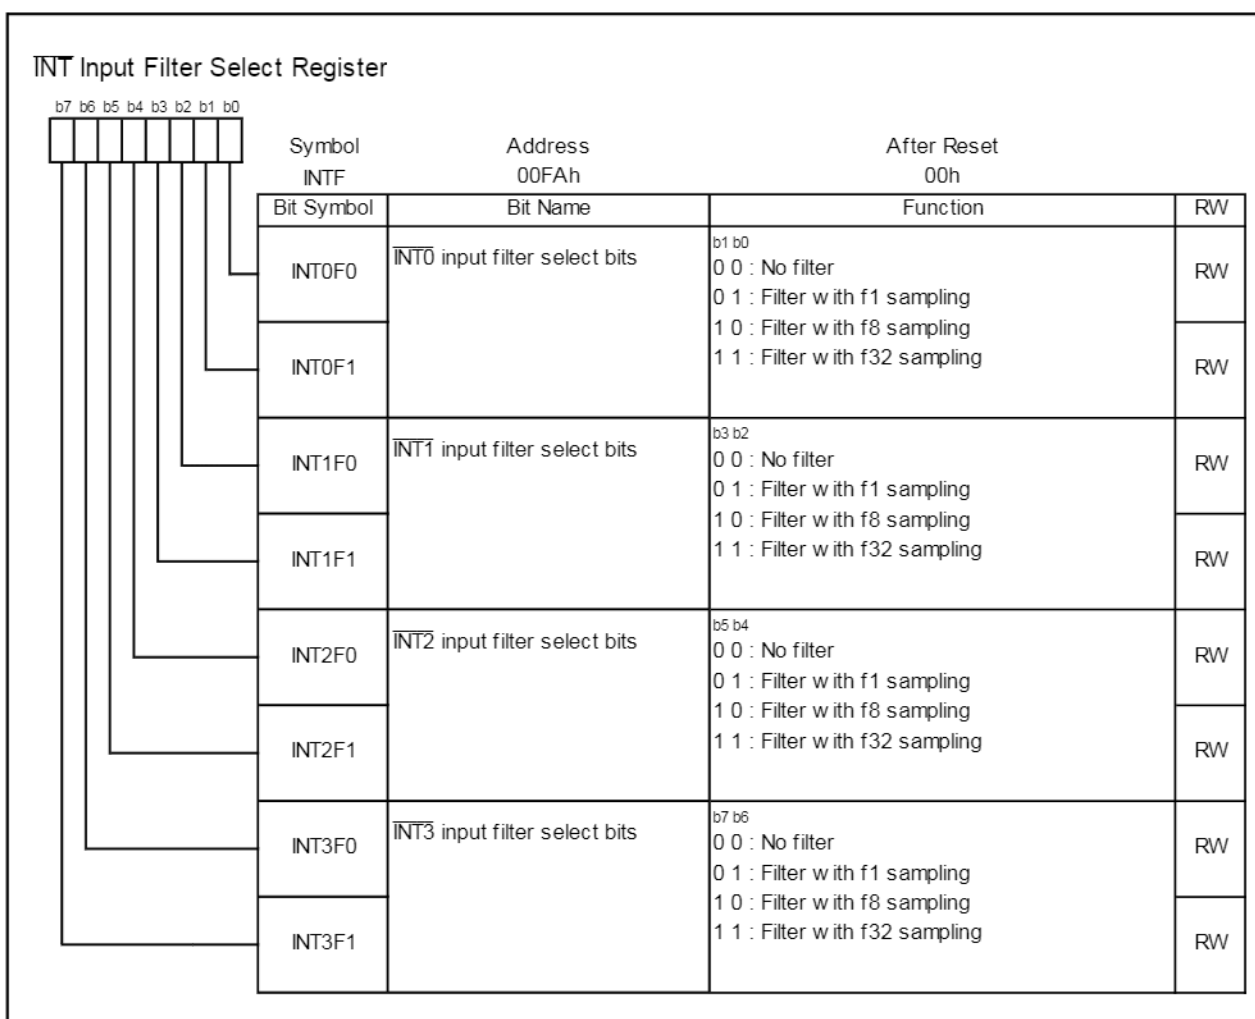 INT Input Filter Select Register
b7 b6 b5 b4 b3 b2 b1 b0
Symbol Address After Reset
INTF 00FAh 00h
Bit Symbol Bit Name Function RW
INT0F0 INT0 input filter select bits b1 b0 RW
0 0 : No filter
0 1 : Filter with f1 sampling
1 0 : Filter with f8 sampling
INT0F1 1 1 : Filter with f32 sampling RW
INT1F0 INT1 input filter select bits b3 b2 RW
0 0 : No filter
0 1 : Filter with f1 sampling
1 0 : Filter with f8 sampling
INT1F1 1 1 : Filter with f32 sampling RW
INT2F0 INT2 input filter select bits b5 b4 RW
0 0 : No filter
0 1 : Filter with f1 sampling
1 0 : Filter with f8 sampling
INT2F1 1 1 : Filter with f32 sampling RW
INT3F0 INT3 input filter select bits b7 b6 RW
0 0 : No filter
0 1 : Filter with f1 sampling
1 0 : Filter with f8 sampling
INT3F1 1 1 : Filter with f32 sampling RW